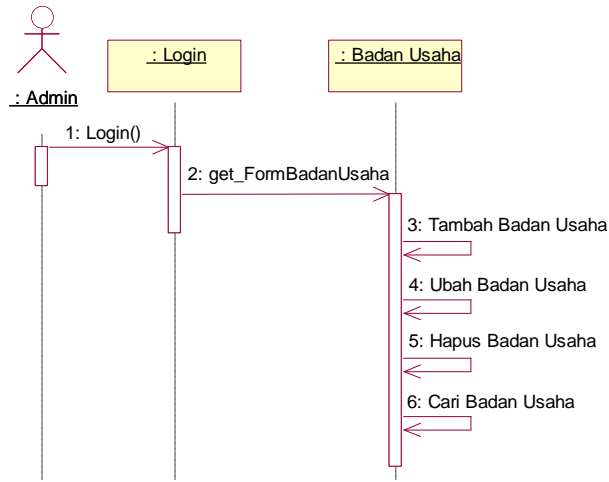 : Login
: Badan Usaha
: Admin
1: Login()
2: get_FormBadanUsaha
3: Tambah Badan Usaha
4: Ubah Badan Usaha
5: Hapus Badan Usaha
6: Cari Badan Usaha